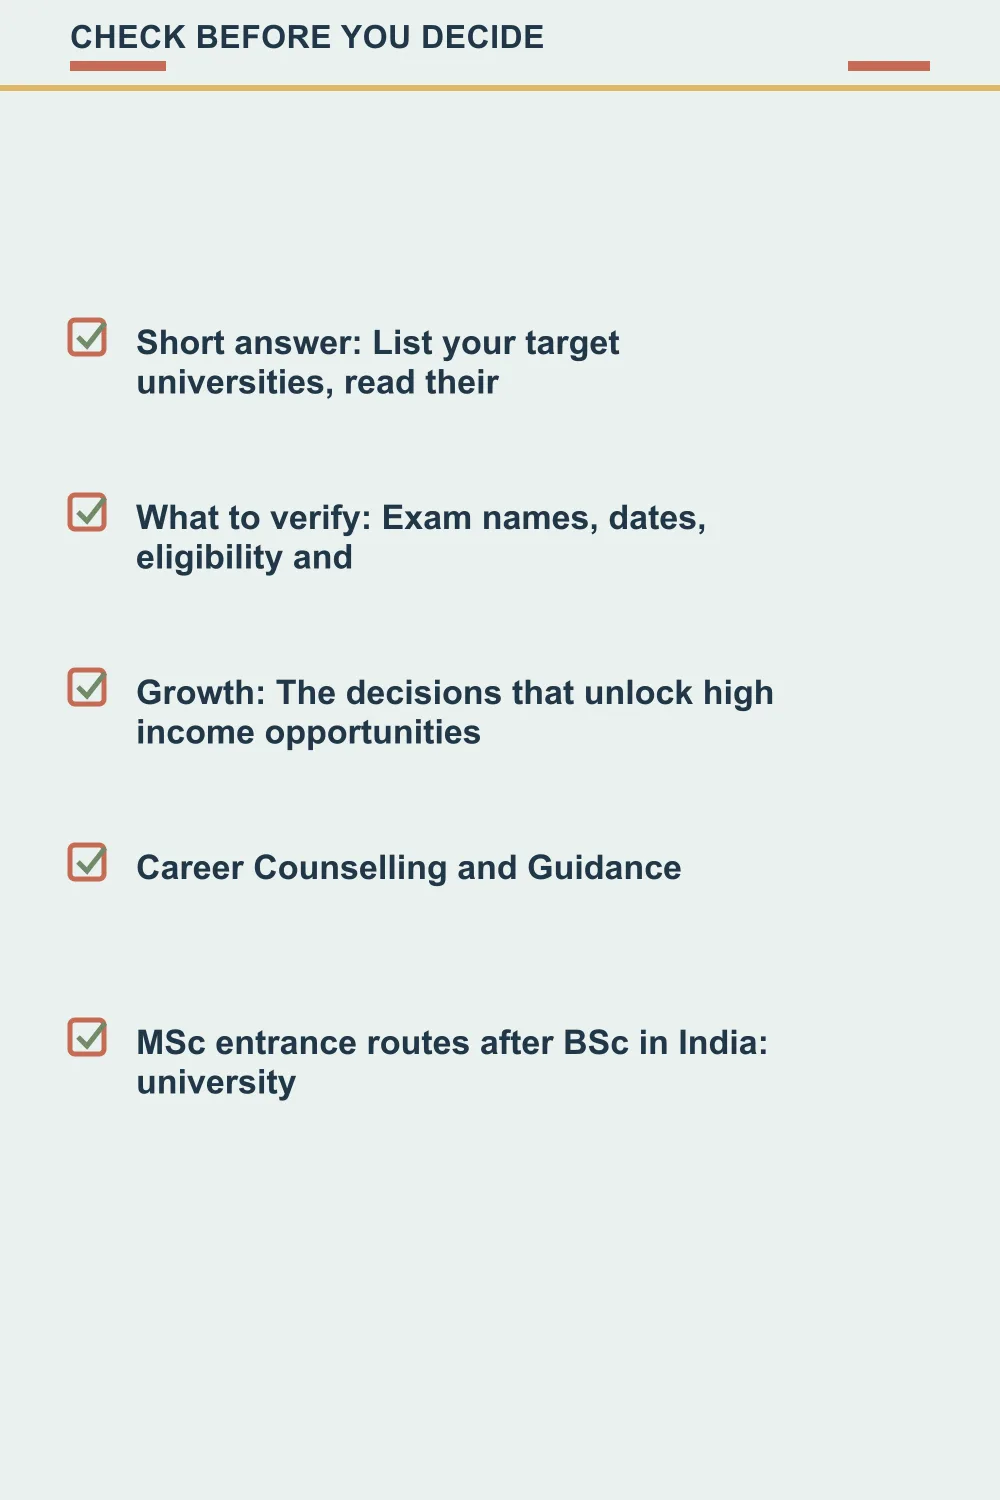 CHECK BEFORE YOU DECIDE
Short answer: List your target
universities, read their
What to verify: Exam names, dates,
eligibility and
Growth: The decisions that unlock high
income opportunities
Career Counselling and Guidance
MSc entrance routes after BSc in India:
university